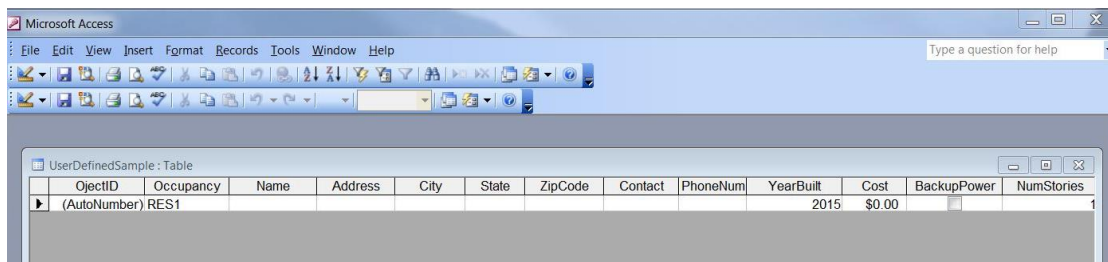 Microsoft Access
File Edit View Insert Format Records Tools Window Help Type a question for help
UserDefinedSample : Table
OjectID Occupancy Name Address City State ZipCode Contact PhoneNum YearBuilt Cost BackupPower NumStories
(AutoNumber) RES1 2015 $0.00 1